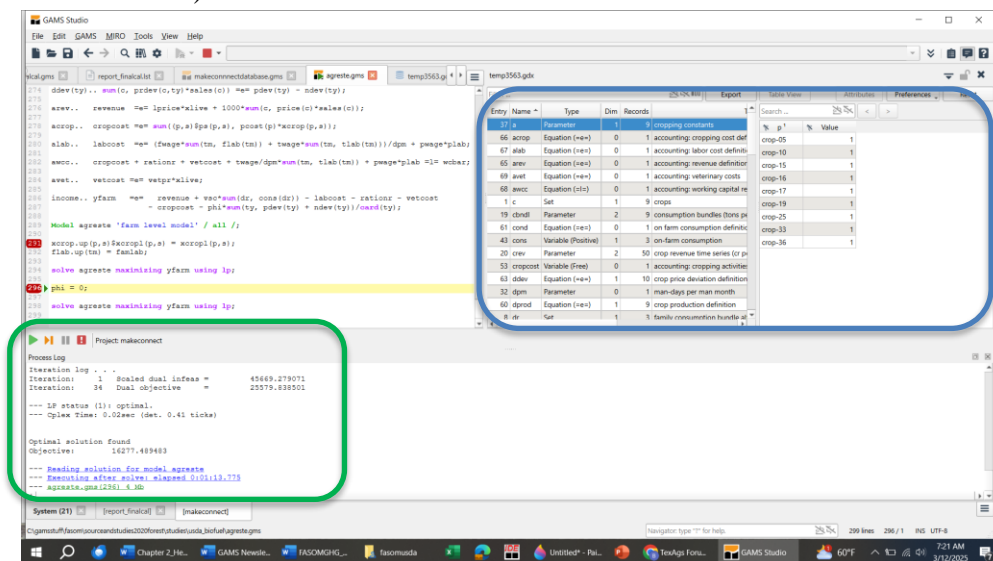 GAMS Studio
File Edit GAMS MIRO Tools View Help
report_finalcal.lst makeconnnectdatabase.gms agreste.gms temp3563.g
temp3563.gdx
274 ddev(ty).. sum(c, prdev(c,ty)*sales(c)) =e= pdev(ty) - ndev(ty);
276 arev.. revenue =e= lprice*xlive + 1000*sum(c, price(c)*sales(c));
278 acrop.. cropcost =e= sum((p,s)$ps(p,s), pcost(p)*xcrop(p,s));
280 alab.. labcost =e= (fwage*sum(tm, flab(tm)) + twage*sum(tm, tlab(tm)))/dpm + pwage*plab;
282 awcc.. cropcost + rationr + vetcost + twage/dpm*sum(tm, tlab(tm)) + pwage*plab =l= wcbar;
284 avet.. vetcost =e= vetpr*xlive;
286 income.. yfarm =e= revenue + vsc*sum(dr, cons(dr)) - labcost - rationr - vetcost
287 - cropcost - phi*sum(ty, pdev(ty) + ndev(ty))/card(ty);
289 Model agreste 'farm level model' / all /;
291 xcrop.up(p,s)$xcropl(p,s) = xcropl(p,s);
292 flab.up(tm) = famlab;
294 solve agreste maximizing yfarm using lp;
296 phi = 0;
298 solve agreste maximizing yfarm using lp;
299
Export Table View Attributes Preferences
Entry Name Type Dim Records
37 a Parameter 1 9 cropping constants
66 acrop Equation (=e=) 0 1 accounting: cropping cost def
67 alab Equation (=e=) 0 1 accounting: labor cost definiti
65 arev Equation (=e=) 0 1 accounting: revenue definition
69 avet Equation (=e=) 0 1 accounting: veterinary costs
68 awcc Equation (=l=) 0 1 accounting: working capital re
1 c Set 1 9 crops
19 cbndl Parameter 2 9 consumption bundles (tons p
61 cond Equation (=e=) 0 1 on farm consumption definitic
43 cons Variable (Positive) 1 3 on-farm consumption
20 crev Parameter 2 50 crop revenue time series (cr p
53 cropcost Variable (Free) 0 1 accounting: cropping activities
63 ddev Equation (=e=) 1 10 crop price deviation definition
32 dpm Parameter 0 1 man-days per man month
60 dprod Equation (=e=) 1 9 crop production definition
8 dr Set 1 3 family consumption bundle
Search ...
p Value
crop-05 1
crop-10 1
crop-15 1
crop-16 1
crop-17 1
crop-19 1
crop-25 1
crop-33 1
crop-36 1
Project: makeconnect
Process Log
Iteration log . . .
Iteration: 1 Scaled dual infeas = 45669.279071
Iteration: 34 Dual objective = 25579.838501
--- LP status (1): optimal.
--- Cplex Time: 0.02sec (det. 0.41 ticks)
Optimal solution found
Objective: 16277.489483
--- Reading solution for model agreste
--- Executing after solve: elapsed 0:01:13.775
--- agreste.gms(296) 4 Mb
System (21) [report_finalcal] [makeconnect]
C:\gamsstuff\fasom\sourceandstudies2020forest\studies\usda_biofuel\agreste.gms
Navigator: type "?" for help.
299 lines 296 / 1 INS UTF-8
Chapter 2_He... GAMS Newsle... FASOMGHG_... fasomusda Untitled* - Pai... TexAgs Foru... GAMS Studio 60°F 7:21 AM
3/12/2025